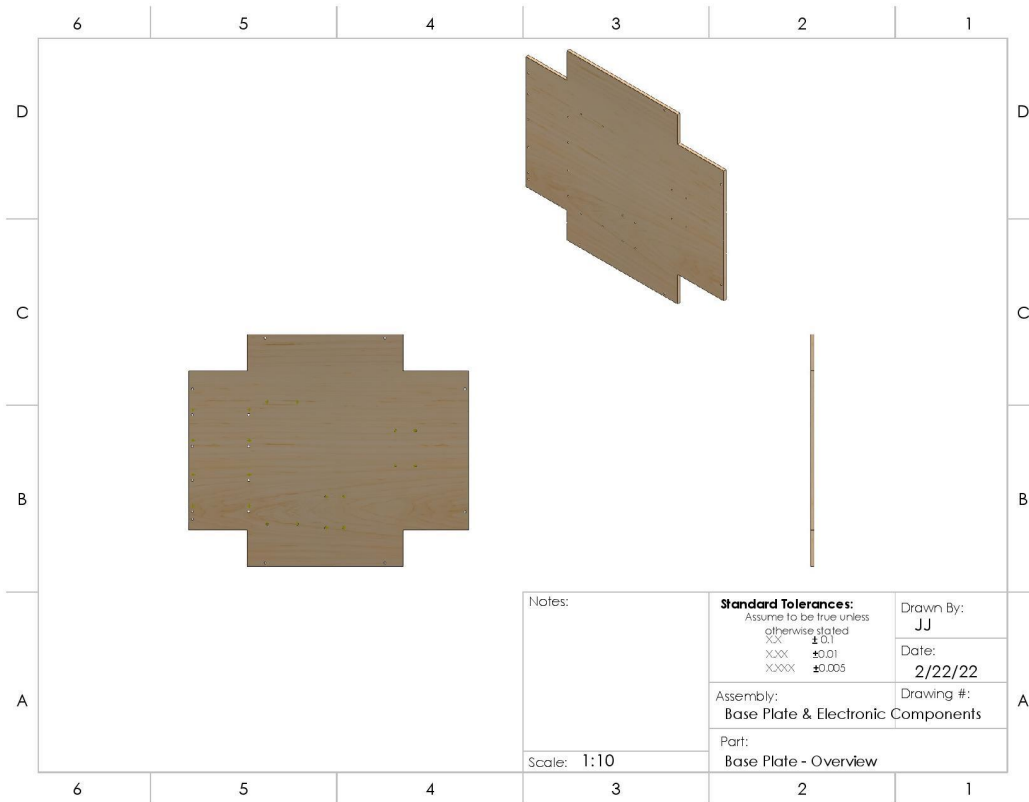 6 5 4 3 2 1
D D
C C
B B
A A
Notes:
Scale: 1:10
Standard Tolerances:
Assume to be true unless
otherwise stated
X.X ±0.1
X.XX ±0.01
X.XXX ±0.005
Drawn By:
JJ
Date:
2/22/22
Assembly:
Base Plate & Electronic Components
Drawing #:
Part:
Base Plate - Overview
6 5 4 3 2 1